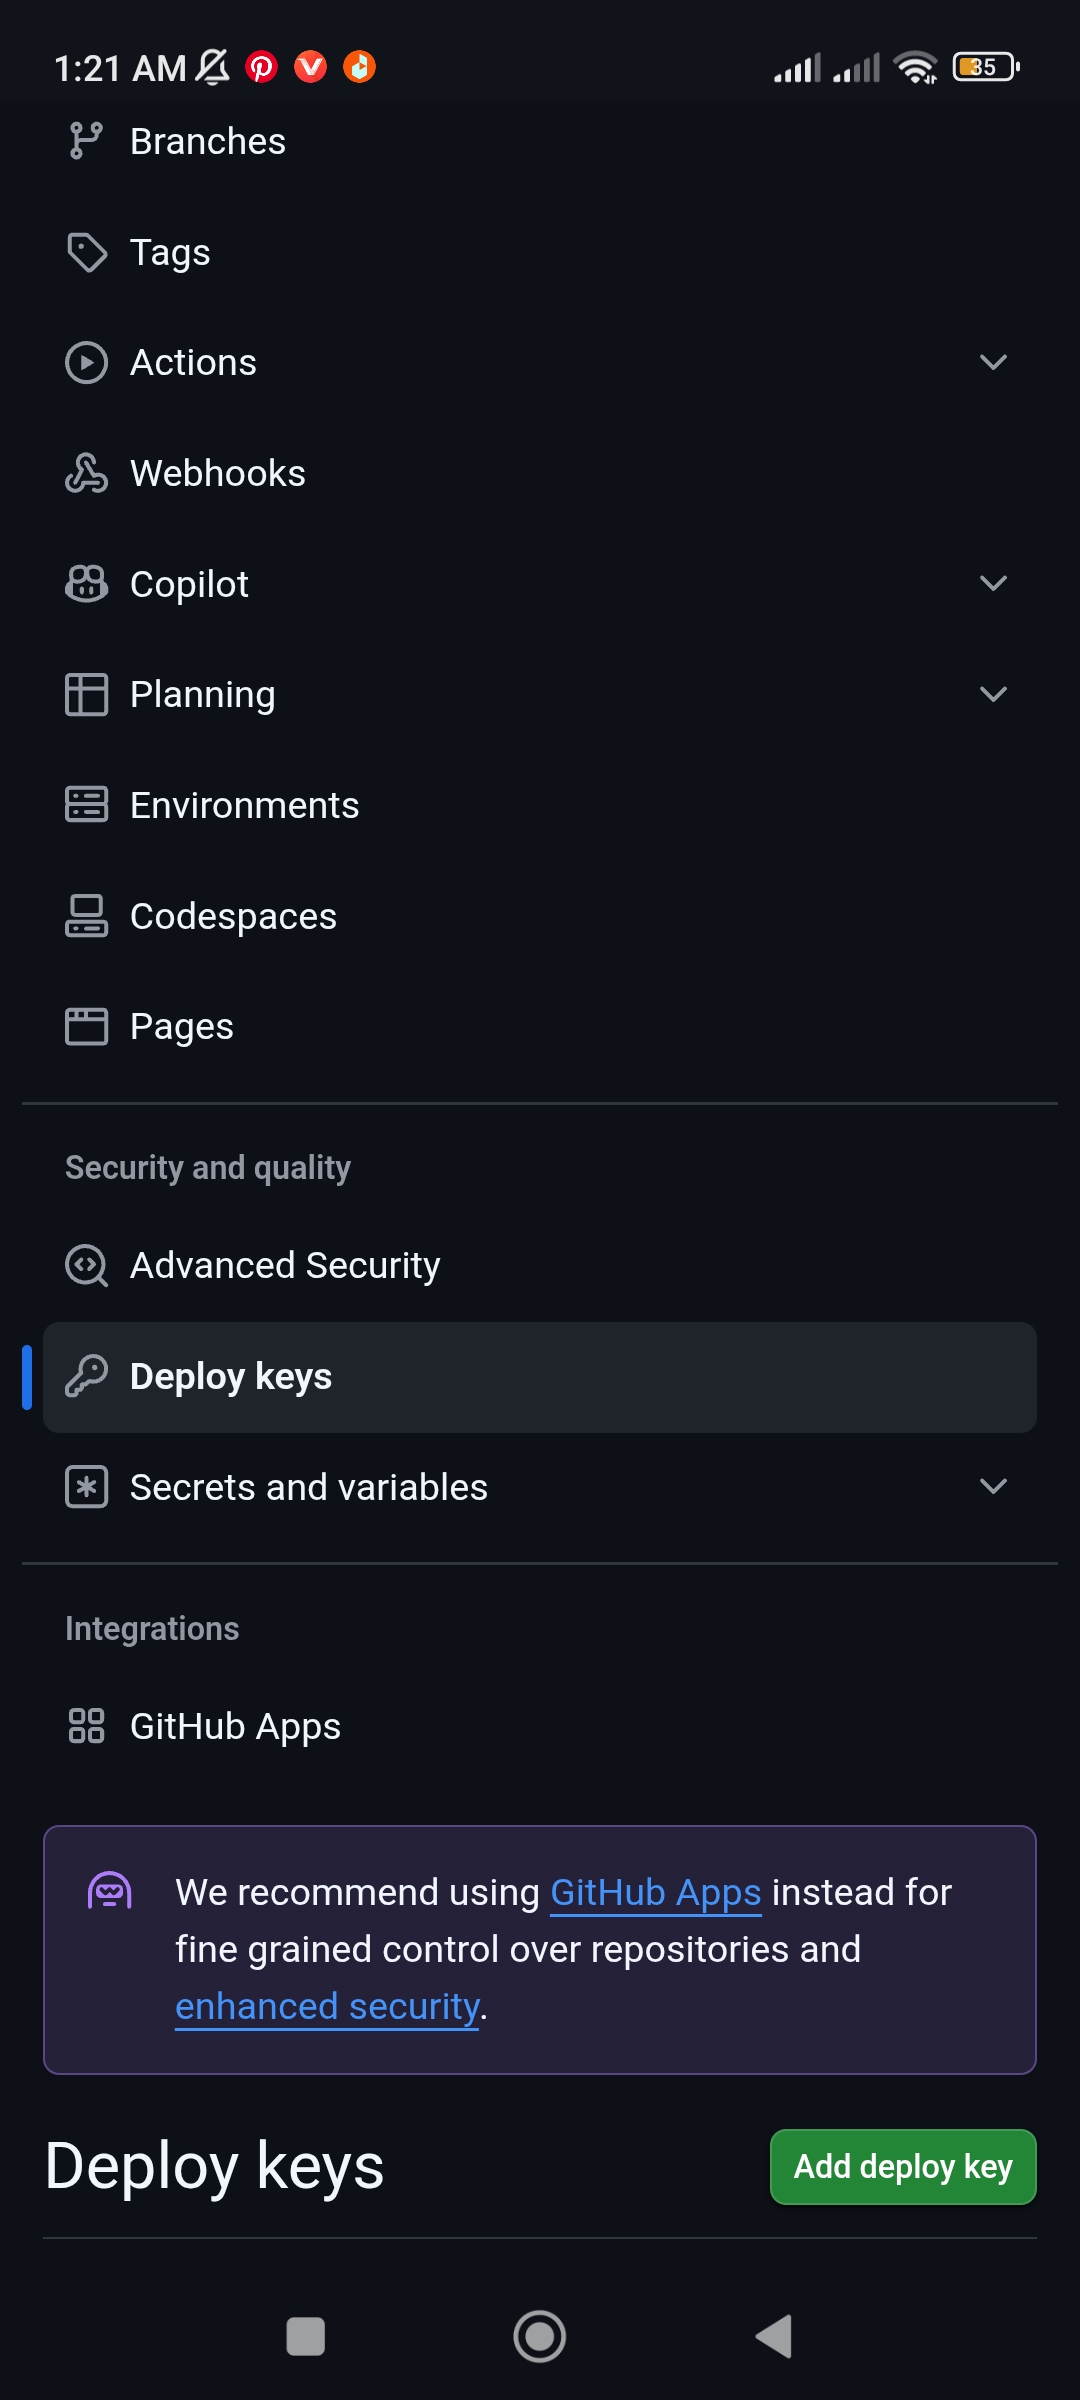 1:21 AM
35
Branches
Tags
Actions
Webhooks
Copilot
Planning
Environments
Codespaces
Pages
Security and quality
Advanced Security
Deploy keys
Secrets and variables
Integrations
GitHub Apps
We recommend using GitHub Apps instead for
fine grained control over repositories and
enhanced security.
Deploy keys
Add deploy key